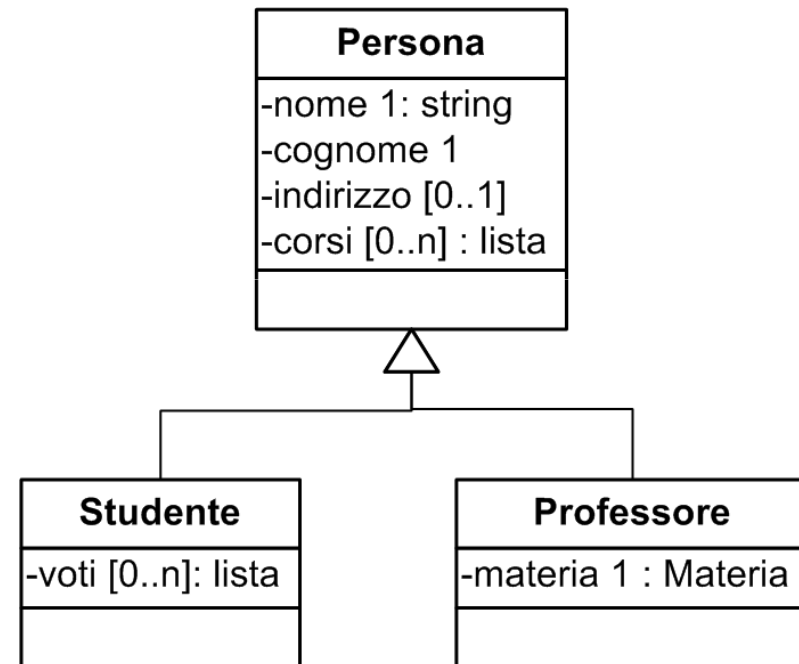 Persona
-nome 1: string
-cognome 1
-indirizzo [0..1]
-corsi [0..n] : lista
Studente
-voti [0..n]: lista
Professore
-materia 1 : Materia